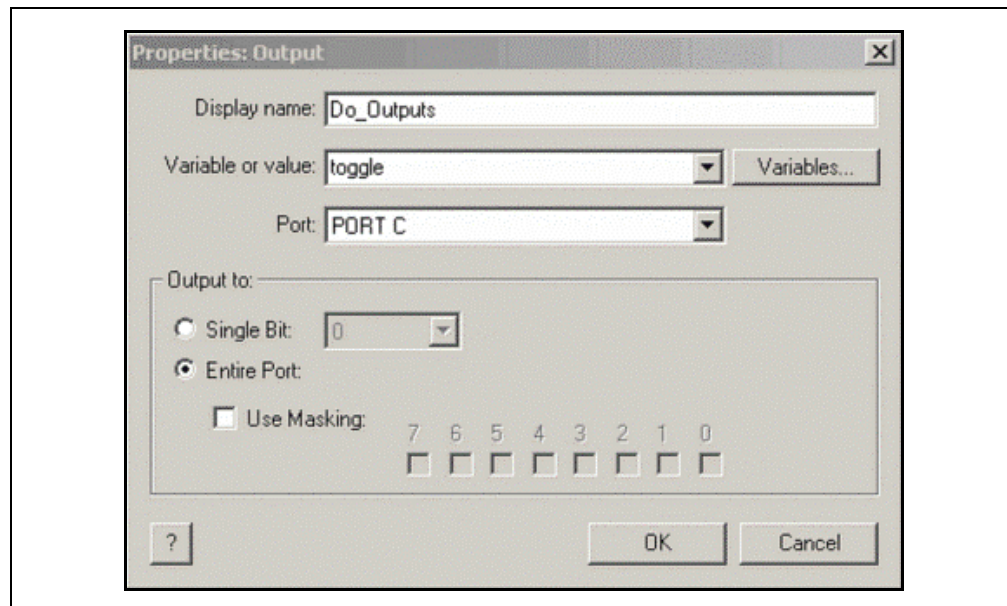 Properties: Output
Display name: Do_Outputs
Variable or value: toggle Variables...
Port: PORT C
Output to:
Single Bit: 0
Entire Port:
Use Masking:
7 6 5 4 3 2 1 0
? OK Cancel